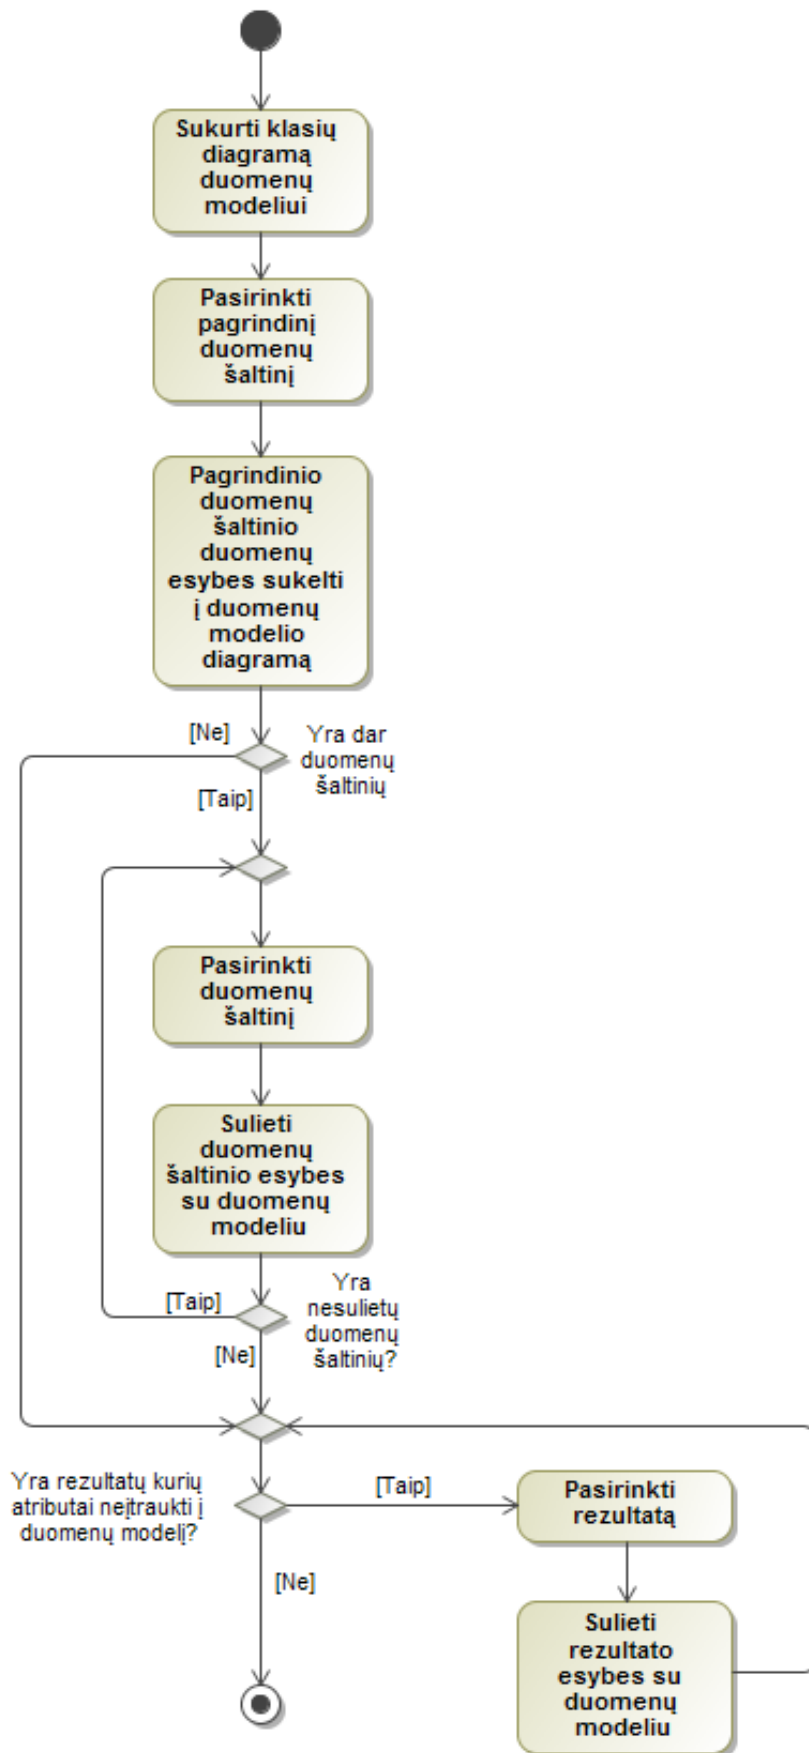 Sukurti klasių
diagramą
duomenų
modeliui
Pasirinkti
pagrindinį
duomenų
šaltinį
Pagrindinio
duomenų
šaltinio
duomenų
esybes sukelti
į duomenų
modelio
diagramą
[Ne]
Yra dar
duomenų
šaltinių
[Taip]
Pasirinkti
duomenų
šaltinį
Sulieti
duomenų
šaltinio esybes
su duomenų
modeliu
[Taip]
Yra
nesulietų
duomenų
šaltinių?
[Ne]
Yra rezultatų kurių
atributai neįtraukti į
duomenų modelį?
[Taip]
Pasirinkti
rezultatą
[Ne]
Sulieti
rezultato
esybes su
duomenų
modeliu